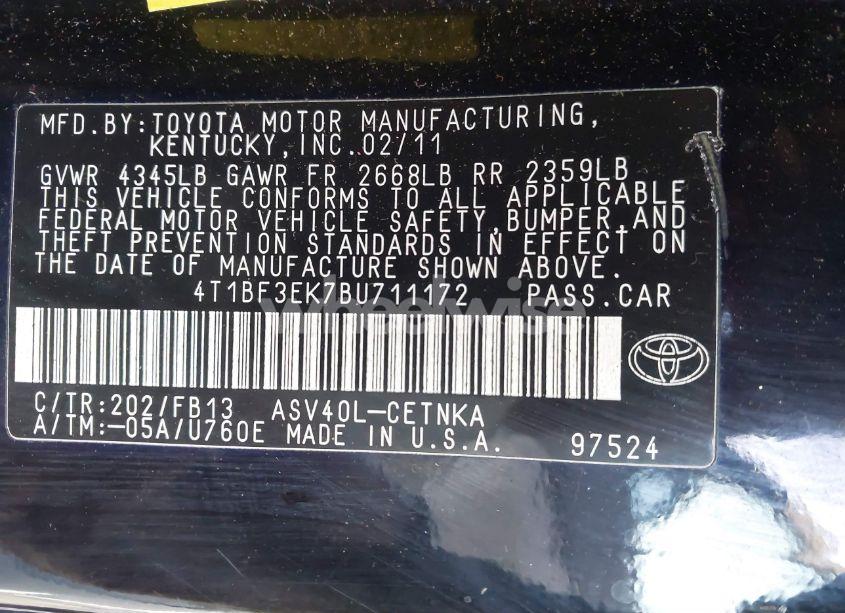 MFD.BY:TOYOTA MOTOR MANUFACTURING,
KENTUCKY,INC.02/11
GVWR 4345LB GAWR FR 2668LB RR 2359LB
THIS VEHICLE CONFORMS TO ALL APPLICABLE
FEDERAL MOTOR VEHICLE SAFETY,BUMPER,AND
THEFT PREVENTION STANDARDS IN EFFECT ON
THE DATE OF MANUFACTURE SHOWN ABOVE.
4T1BF3EK7BU711172 PASS.CAR
wheelwise
C/TR:202/FB13 ASV40L-CETNKA
A/TM:-05A/U760E MADE IN U.S.A. 97524